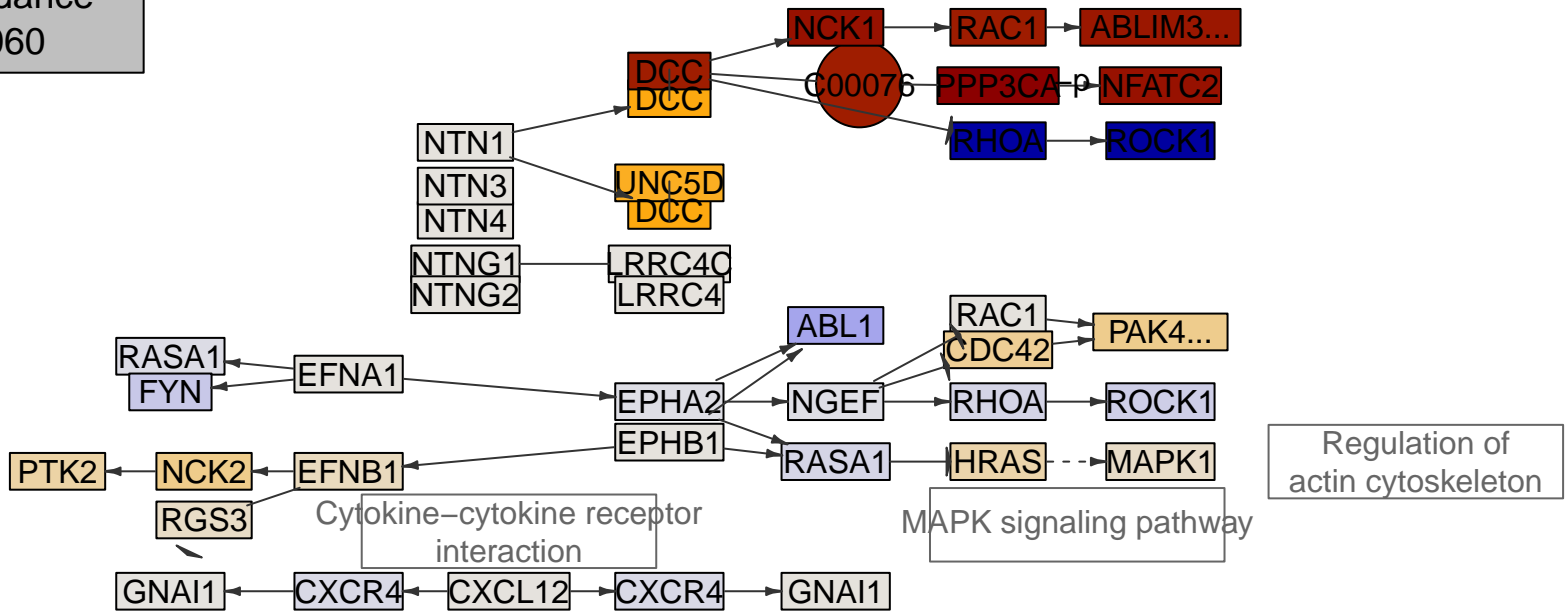 dance
060
NCK1
RAC1
ABLIM3...
DCC
C00076
PPP3CA
–p
NFATC2
DCC
RHOA
ROCK1
NTN1
NTN3
UNC5D
NTN4
DCC
NTNG1
LRRC4C
NTNG2
LRRC4
RAC1
ABL1
PAK4...
RASA1
CDC42
EFNA1
FYN
EPHA2
NGEF
RHOA
ROCK1
EPHB1
PTK2
NCK2
EFNB1
RASA1
HRAS
MAPK1
Regulation of
actin cytoskeleton
RGS3
Cytokine−cytokine receptor
interaction
MAPK signaling pathway
GNAI1
CXCR4
CXCL12
CXCR4
GNAI1